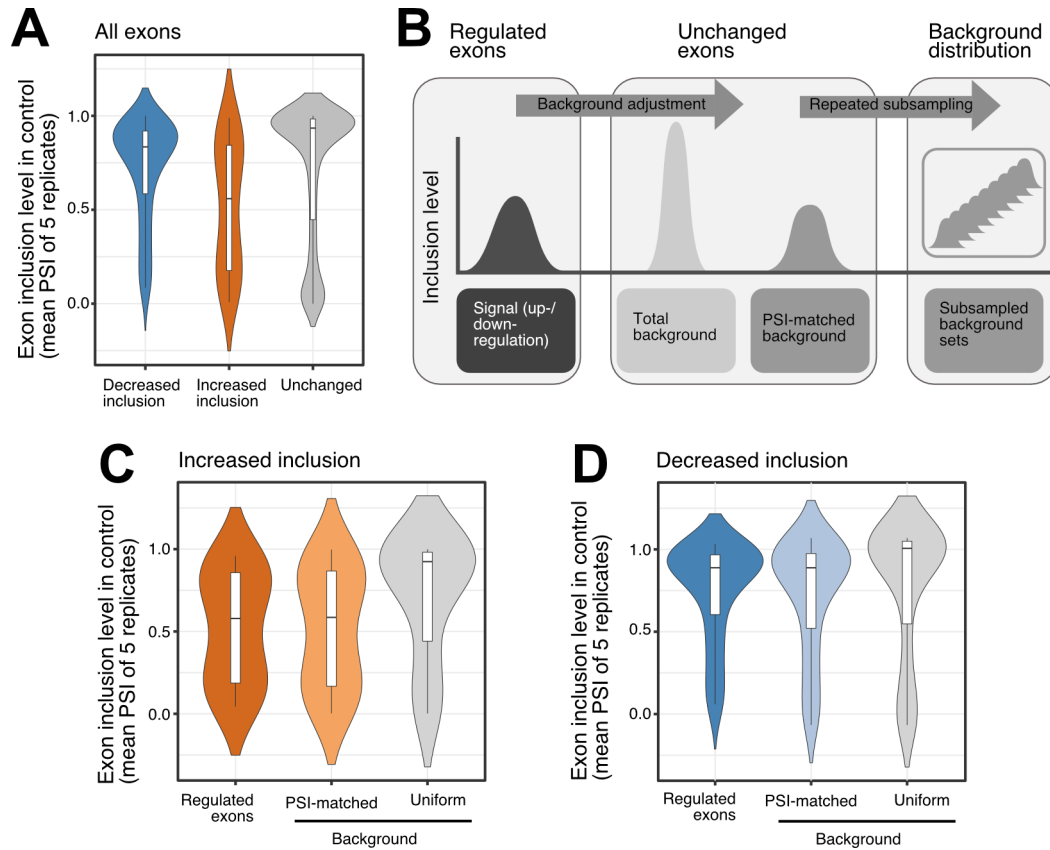 A
All exons
Exon inclusion level in control
(mean PSI of 5 replicates)
1.0
0.5
0.0
Decreased
inclusion
Increased
inclusion
Unchanged
B
Regulated
exons
Unchanged
exons
Background
distribution
Background adjustment
Repeated subsampling
Inclusion level
Signal (up-/
down-
regulation)
Total
background
PSI-matched
background
Subsampled
background
sets
C
Increased inclusion
Exon inclusion level in control
(mean PSI of 5 replicates)
1.0
0.5
0.0
Regulated
exons
PSI-matched
Uniform
Background
D
Decreased inclusion
Exon inclusion level in control
(mean PSI of 5 replicates)
1.0
0.5
0.0
Regulated
exons
PSI-matched
Uniform
Background